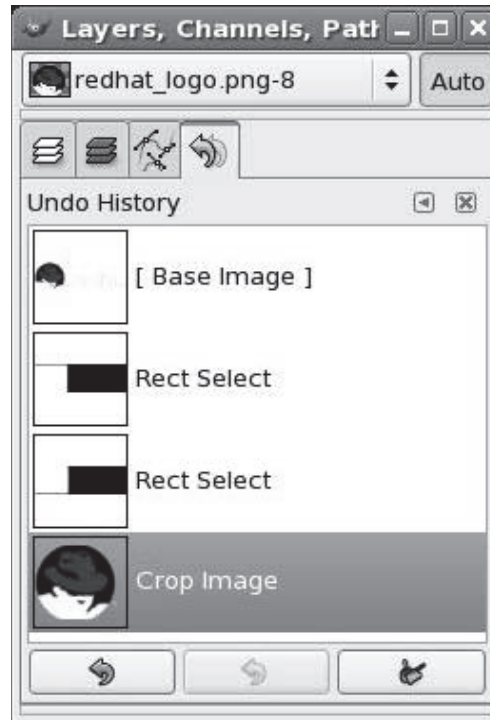 Layers, Channels, Path
redhat_logo.png-8
Auto
Undo History
[ Base Image ]
Rect Select
Rect Select
Crop Image